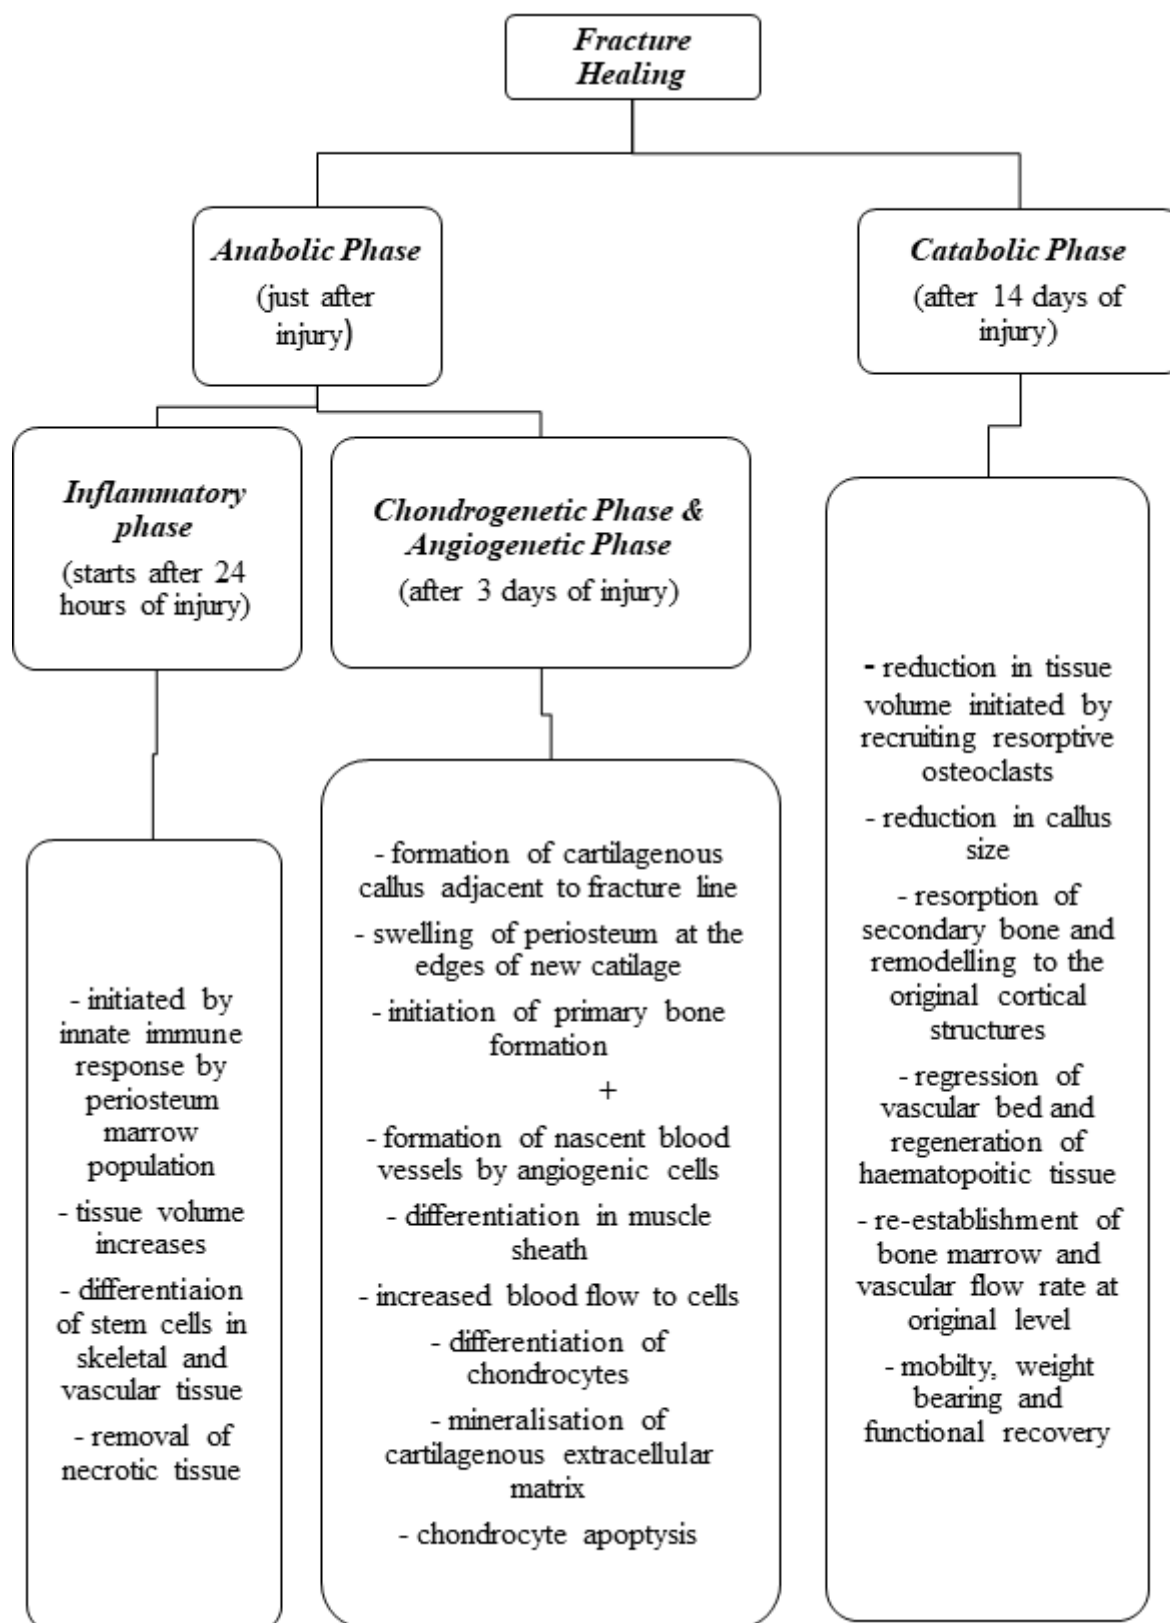 Fracture
Healing
Anabolic Phase
(just after
injury)
Catabolic Phase
(after 14 days of
injury)
Inflammatory
phase
(starts after 24
hours of injury)
Chondrogenetic Phase &
Angiogenetic Phase
(after 3 days of injury)
- initiated by
innate immune
response by
periosteum
marrow
population
- tissue volume
increases
- differentiaion
of stem cells in
skeletal and
vascular tissue
- removal of
necrotic tissue
- formation of cartilagenous
callus adjacent to fracture line
- swelling of periosteum at the
edges of new catilage
- initiation of primary bone
formation
+
- formation of nascent blood
vessels by angiogenic cells
- differentiation in muscle
sheath
- increased blood flow to cells
- differentiation of
chondrocytes
- mineralisation of
cartilagenous extracellular
matrix
- chondrocyte apoptysis
- reduction in tissue
volume initiated by
recruiting resorptive
osteoclasts
- reduction in callus
size
- resorption of
secondary bone and
remodelling to the
original cortical
structures
- regression of
vascular bed and
regeneration of
haematopoitic tissue
- re-establishment of
bone marrow and
vascular flow rate at
original level
- mobilty, weight
bearing and
functional recovery